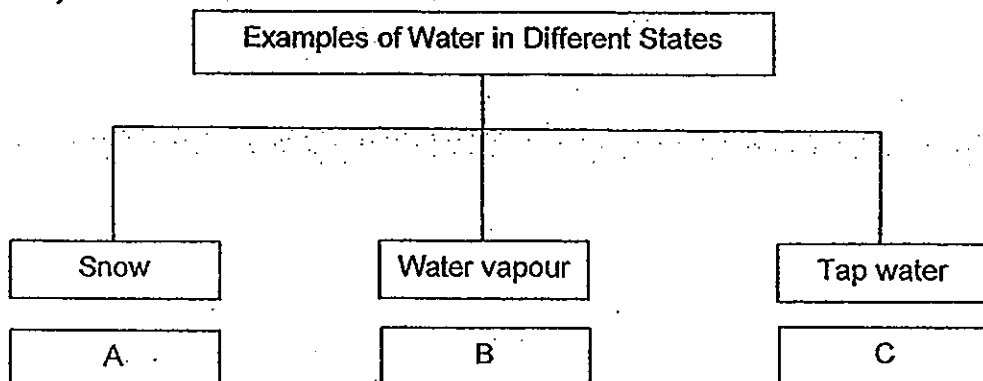 Examples of Water in Different States
Snow
Water vapour
Tap water
A
B
C